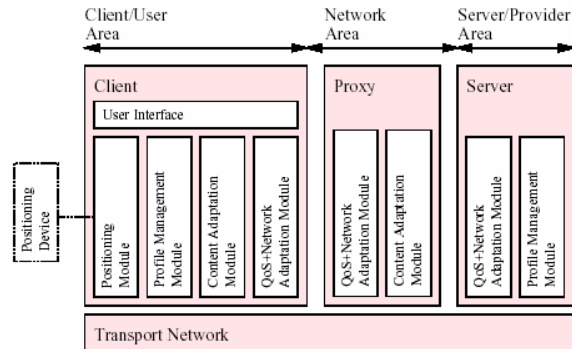 Client/User
Area
Network
Area
Server/Provider
Area
Client
User Interface
Positioning
Device
Positioning
Module
Profile Management
Module
Content Adaptation
Module
QoS+Network
Adaptation Module
Proxy
QoS+Network
Adaptation Module
Content Adaptation
Module
Server
QoS+Network
Adaptation Module
Profile Management
Module
Transport Network